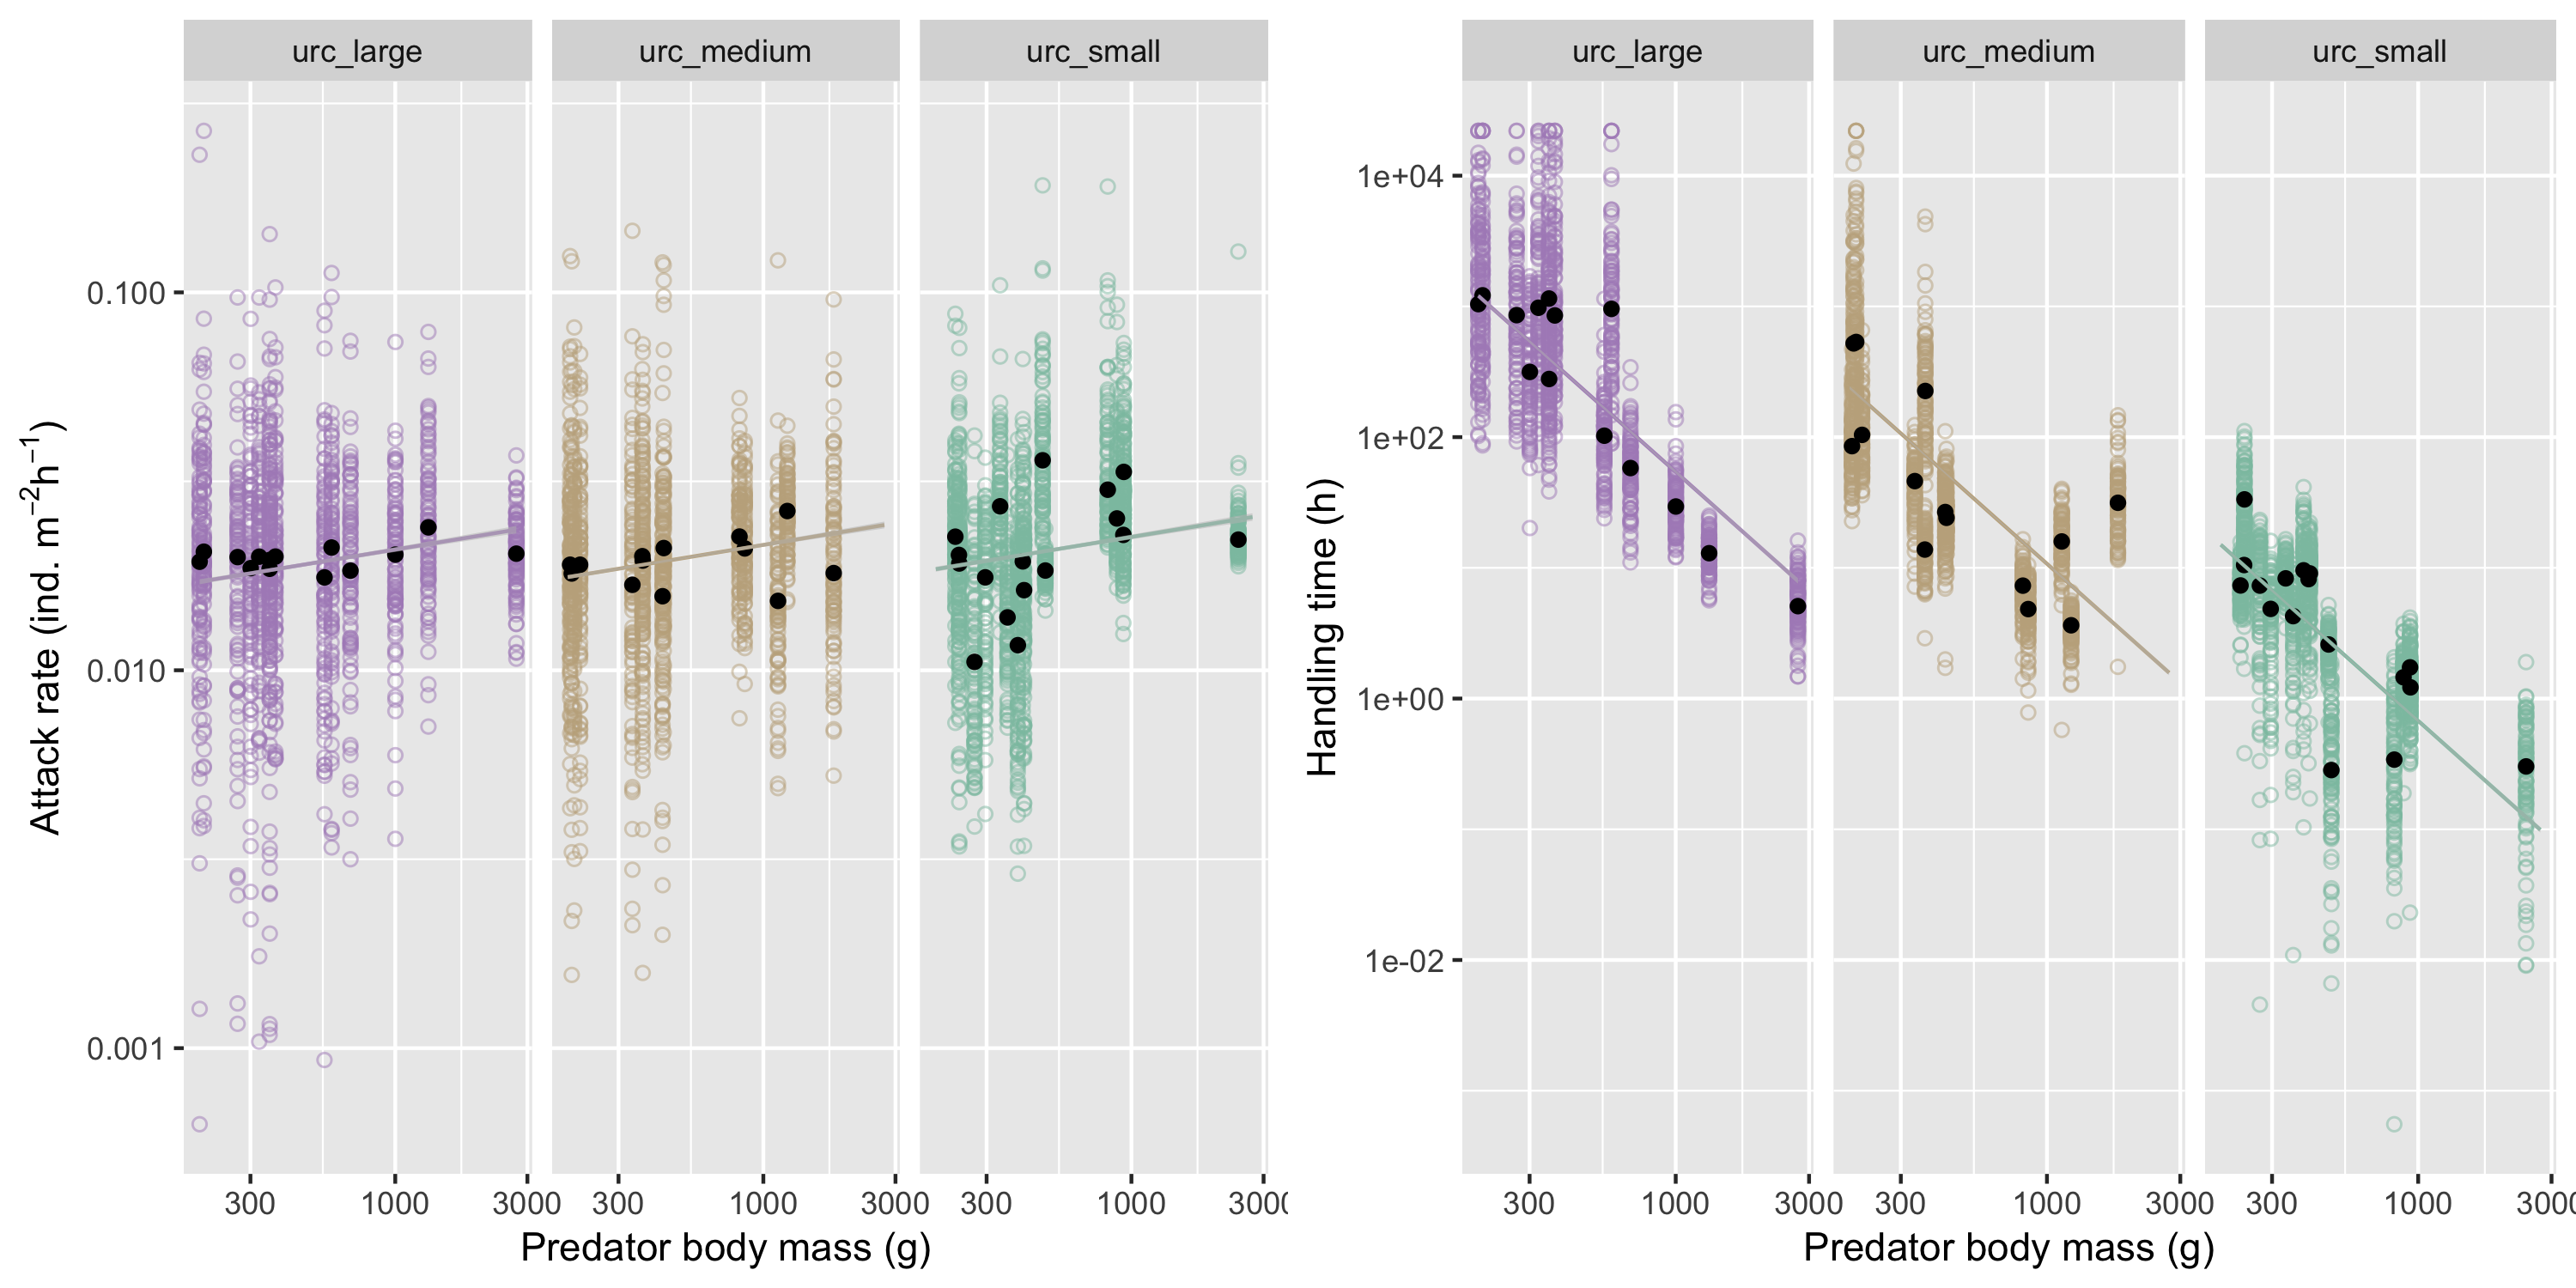 urc_large urc_medium urc_small
Attack rate (ind. m−2h−1)
0.100
0.010
0.001
300 1000 3000 300 1000 3000 300 1000 3000
Predator body mass (g)
urc_large urc_medium urc_small
Handling time (h)
1e+04
1e+02
1e+00
1e-02
300 1000 3000 300 1000 3000 300 1000 300
Predator body mass (g)